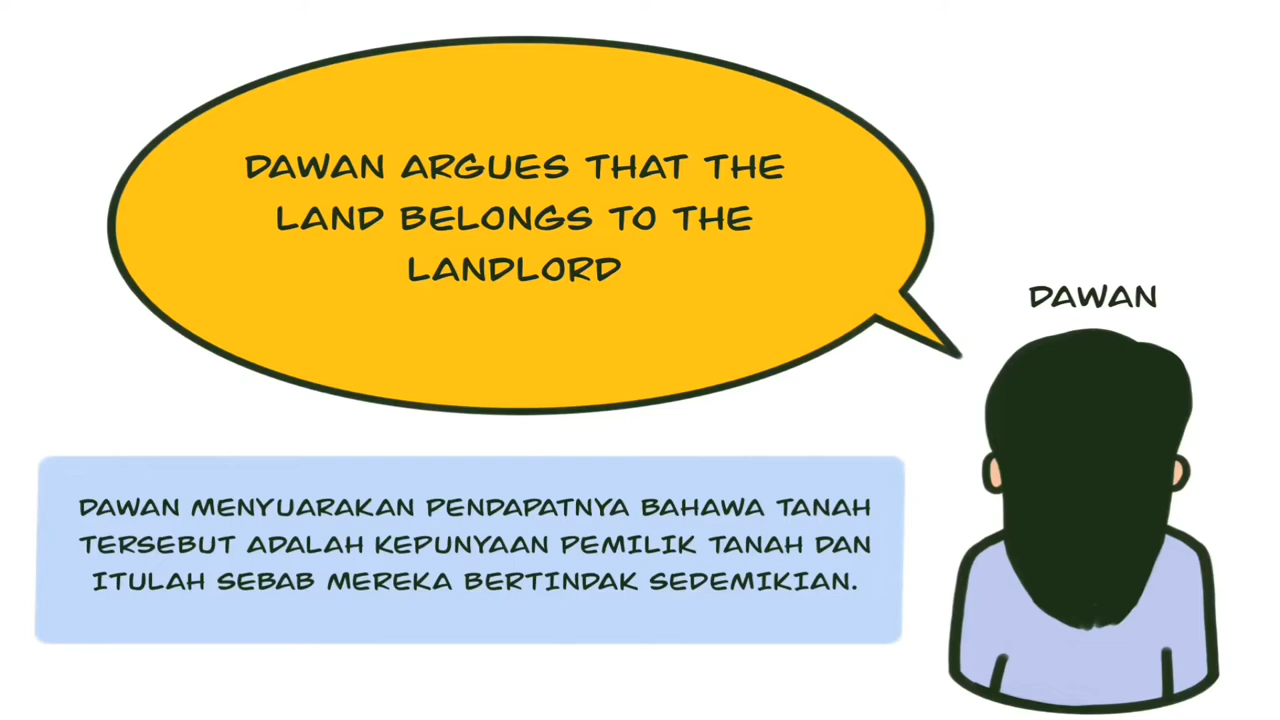 DAWAN ARGUES THAT THE
LAND BELONGS TO THE
LANDLORD
DAWAN
DAWAN MENYUARAKAN PENDAPATNYA BAHAWA TANAH
TERSEBUT ADALAH KEPUNYAAN PEMILIK TANAH DAN
ITULAH SEBAB MEREKA BERTINDAK SEDEMIKIAN.